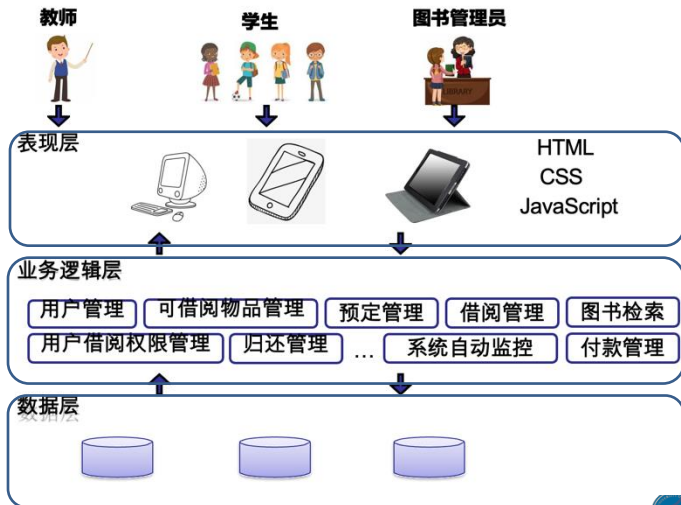 教师
学生
图书管理员
LIBRARY
表现层
HTML
CSS
JavaScript
业务逻辑层
用户管理
可借阅物品管理
预定管理
借阅管理
图书检索
用户借阅权限管理
归还管理
...
系统自动监控
付款管理
数据层